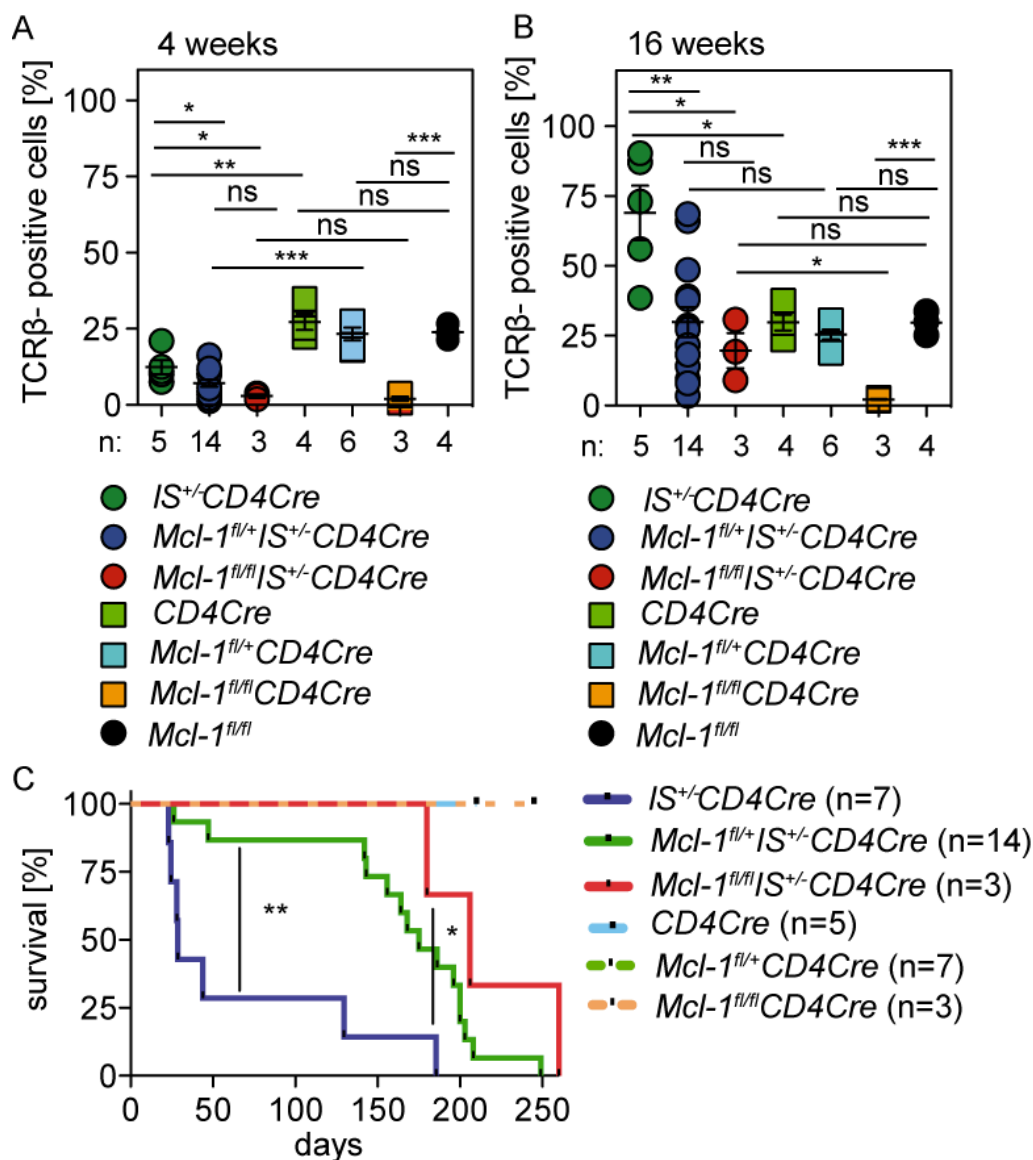 A
4 weeks
TCRβ- positive cells [%]
100
75
50
25
0
*
*
**
ns
***
ns
ns
ns
***
n: 5 14 3 4 6 3 4
IS+/-CD4Cre
Mcl-1fl/+IS+/-CD4Cre
Mcl-1fl/flIS+/-CD4Cre
CD4Cre
Mcl-1fl/+CD4Cre
Mcl-1fl/flCD4Cre
Mcl-1fl/fl
B
16 weeks
TCRβ- positive cells [%]
100
75
50
25
0
**
*
*
ns
***
ns
ns
ns
ns
*
n: 5 14 3 4 6 3 4
IS+/-CD4Cre
Mcl-1fl/+IS+/-CD4Cre
Mcl-1fl/flIS+/-CD4Cre
CD4Cre
Mcl-1fl/+CD4Cre
Mcl-1fl/flCD4Cre
Mcl-1fl/fl
C
survival [%]
100
75
50
25
0
**
*
0 50 100 150 200 250
days
IS+/-CD4Cre (n=7)
Mcl-1fl/+IS+/-CD4Cre (n=14)
Mcl-1fl/flIS+/-CD4Cre (n=3)
CD4Cre (n=5)
Mcl-1fl/+CD4Cre (n=7)
Mcl-1fl/flCD4Cre (n=3)